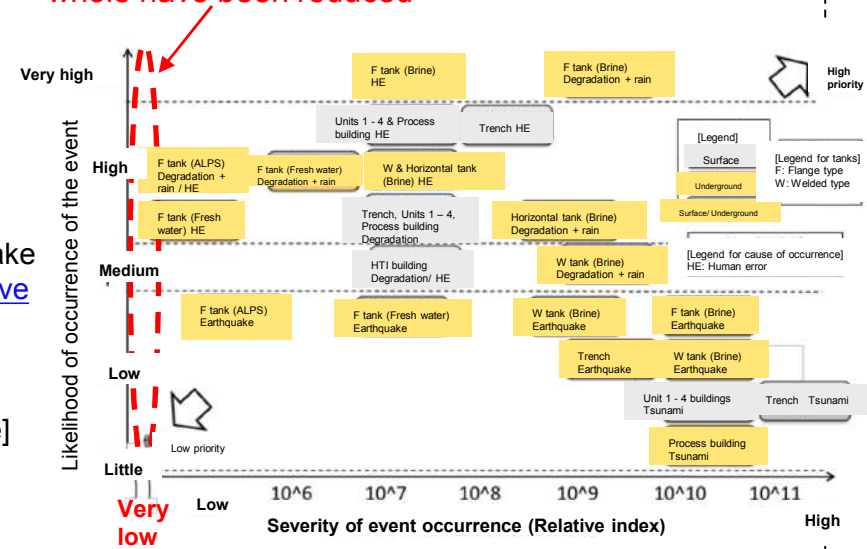 whole have been reduced
Very high
F tank (Brine)
HE
F tank (Brine)
Degradation + rain
High
priority
Units 1 - 4 & Process
building HE
Trench HE
[Legend]
Surface
Underground
Surface/ Underground
[Legend for tanks]
F: Flange type
W: Welded type
High
F tank (ALPS)
Degradation +
rain / HE
F tank (Fresh water)
Degradation + rain
W & Horizontal tank
(Brine) HE
F tank (Fresh
water) HE
Trench, Units 1 – 4,
Process building
Degradation
Horizontal tank (Brine)
Degradation + rain
[Legend for cause of occurrence]
HE: Human error
ake
ve
Medium
HTI building
Degradation/ HE
W tank (Brine)
Degradation + rain
F tank (ALPS)
Earthquake
F tank (Fresh water)
Earthquake
W tank (Brine)
Earthquake
F tank (Brine)
Earthquake
Trench
Earthquake
W tank (Brine)
Earthquake
Low
Unit 1 - 4 buildings
Tsunami
Trench Tsunami
e]
Low priority
Process building
Tsunami
Little
Likelihood of occurrence of the event
Very
low
Low
10^6
10^7
10^8
10^9
10^10
10^11
High
Severity of event occurrence (Relative index)